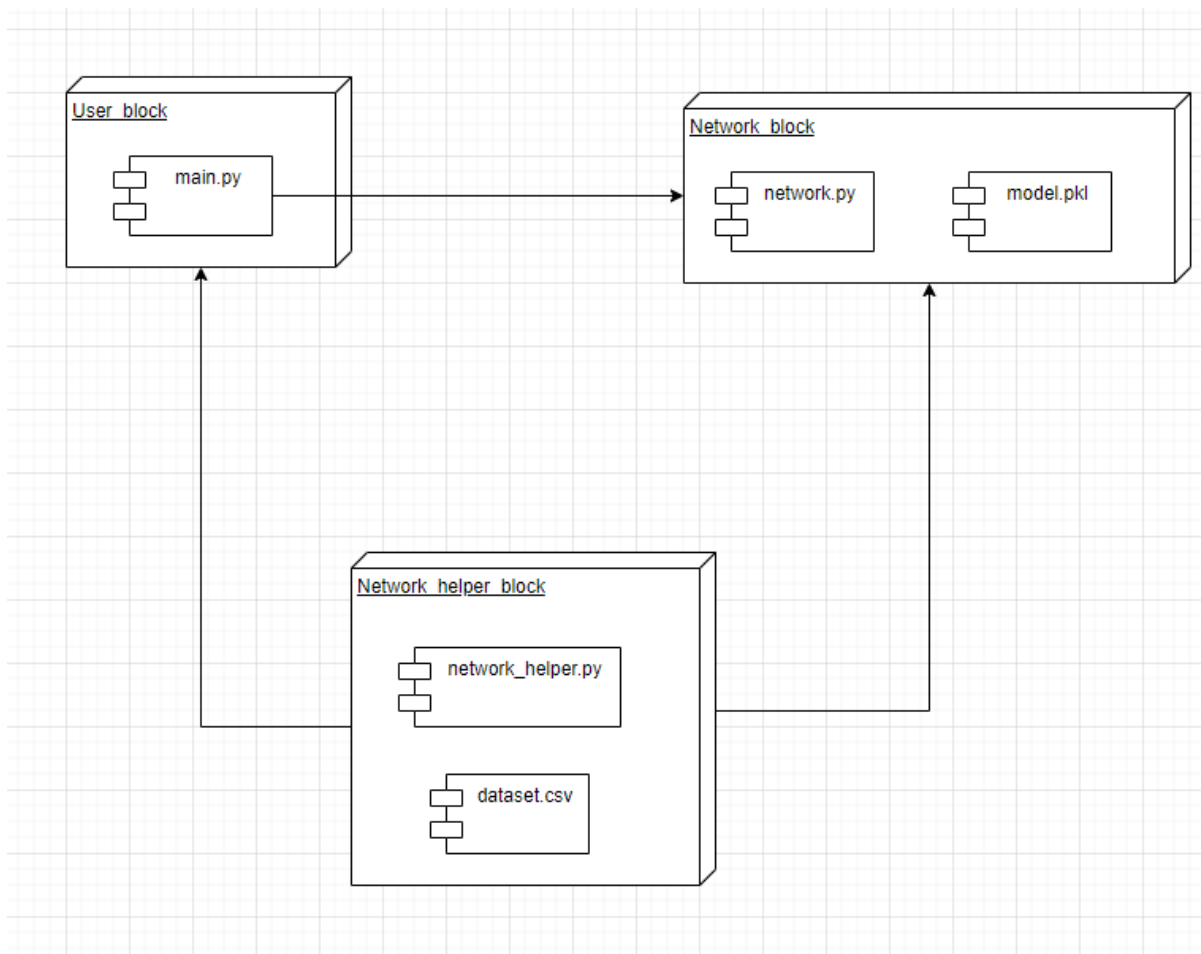 User_block
main.py
Network_block
network.py
model.pkl
Network_helper_block
network_helper.py
dataset.csv